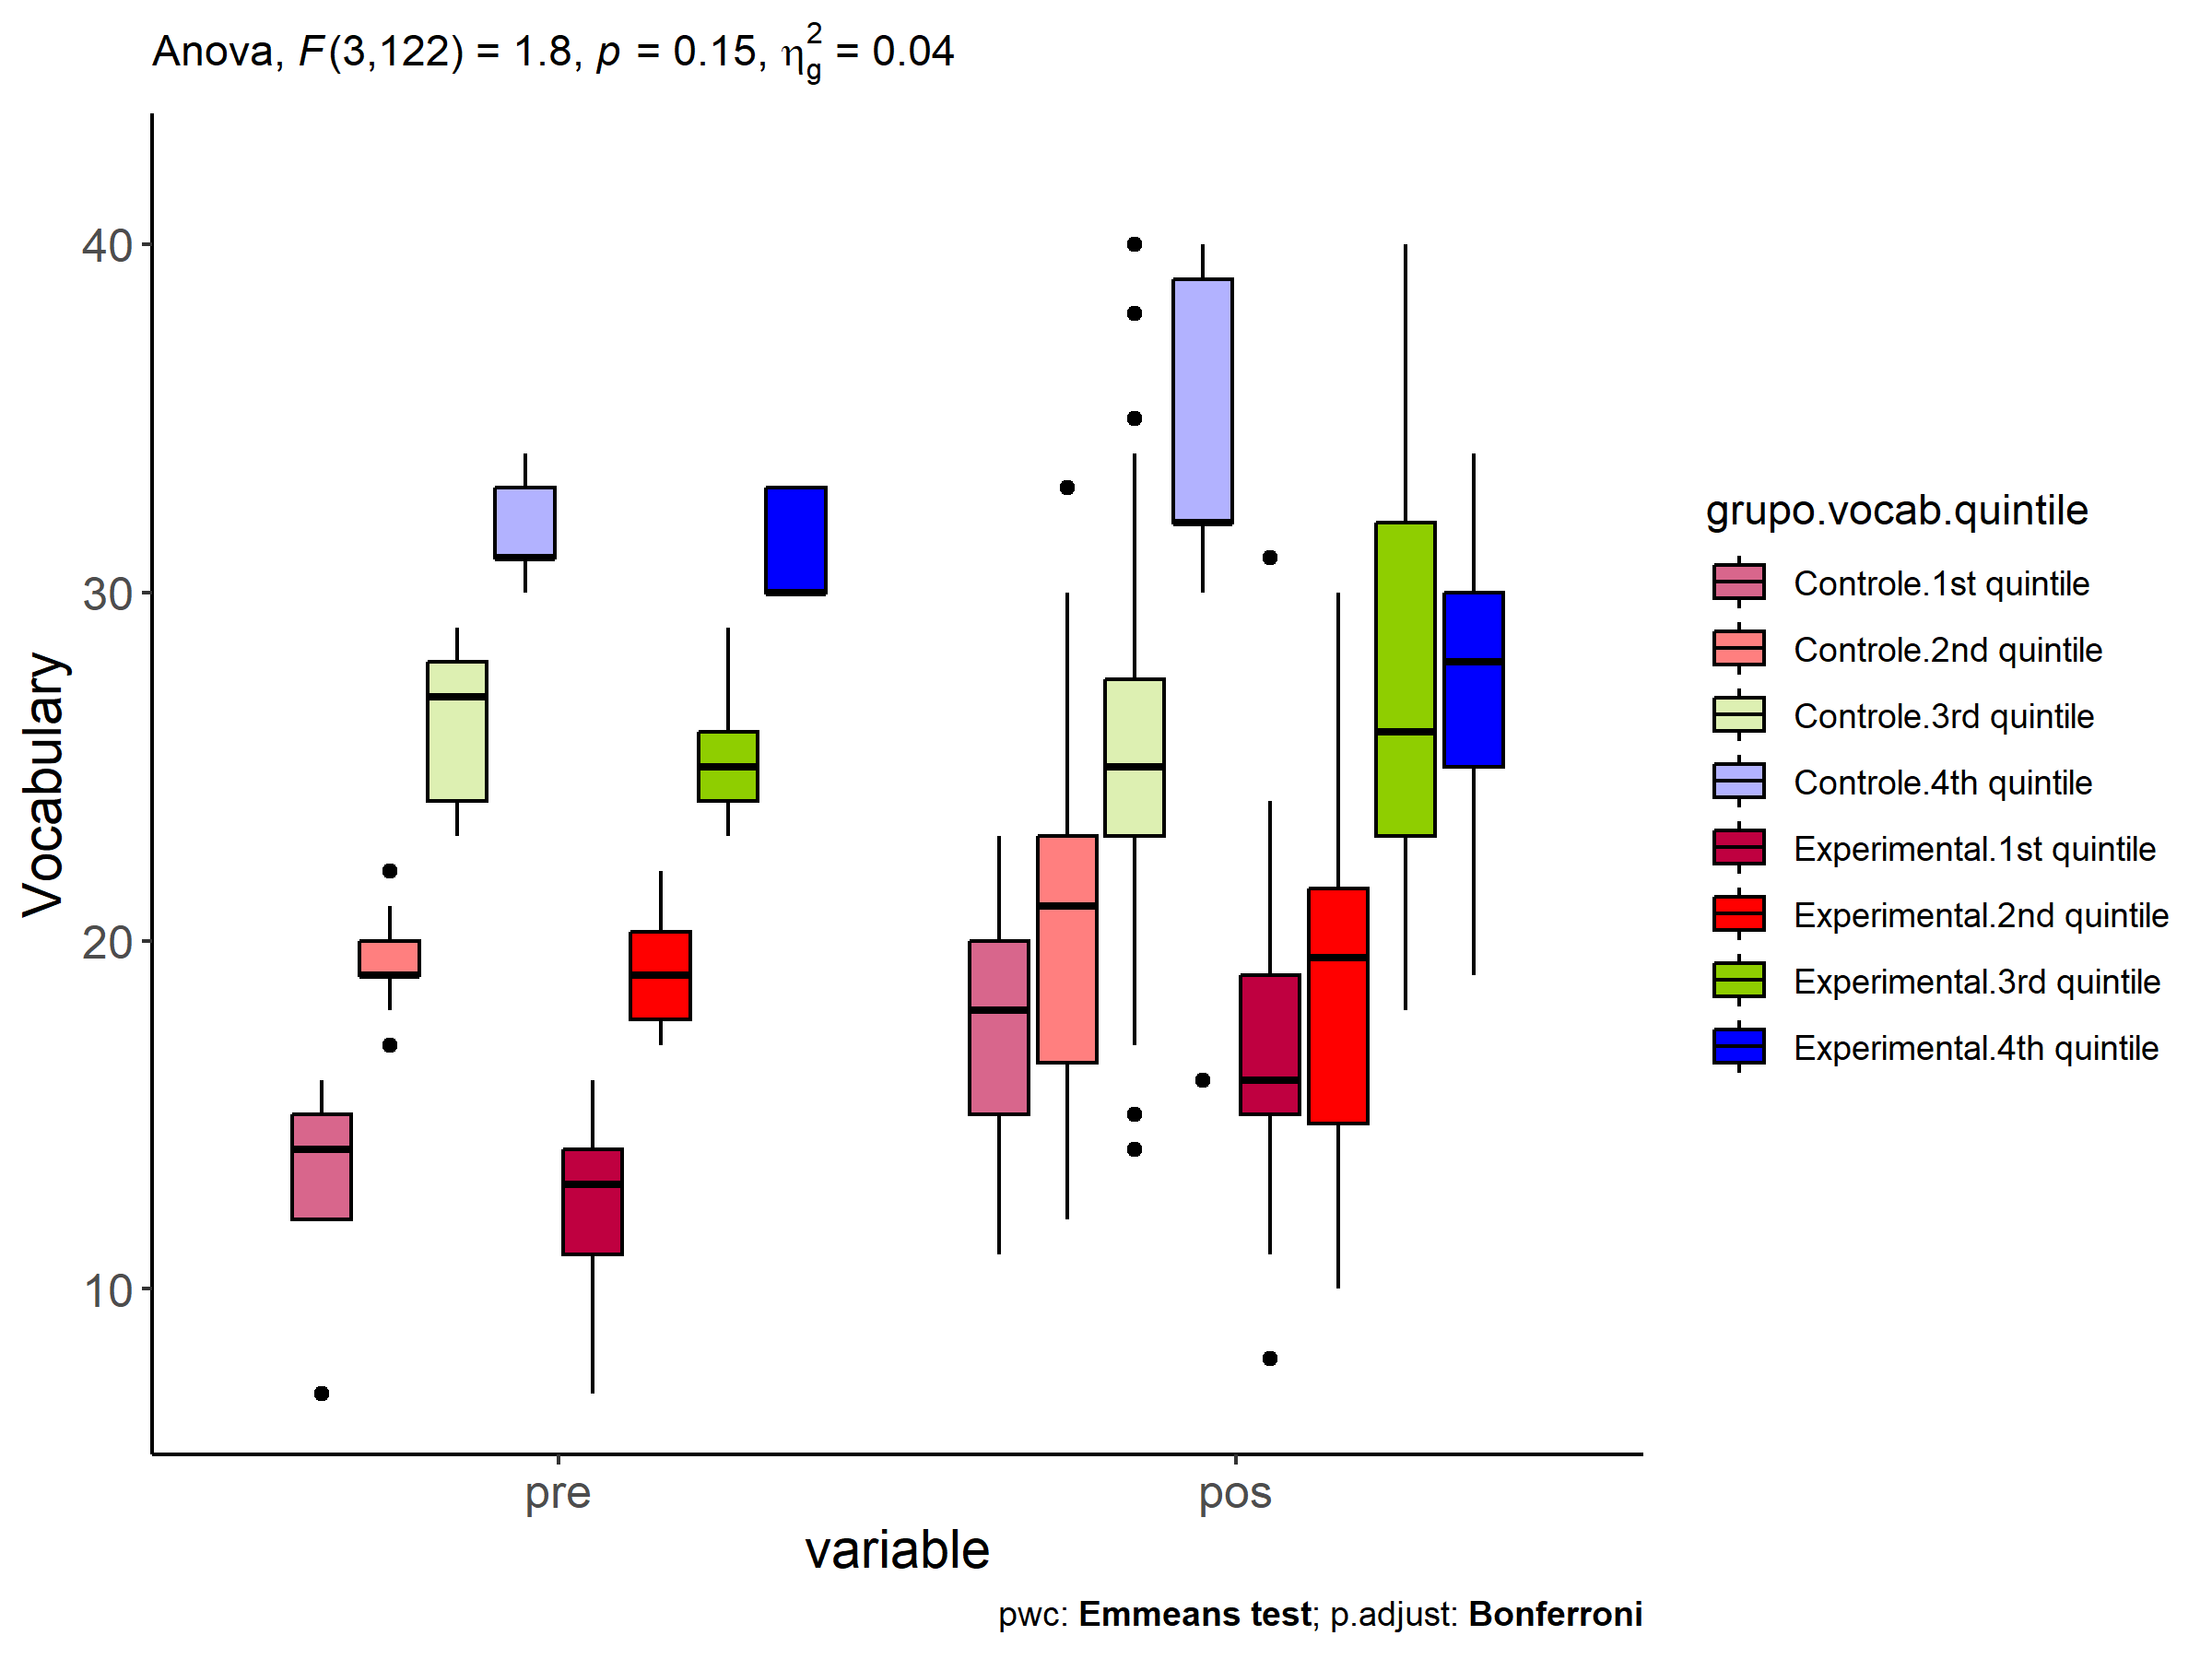 Anova, F(3,122) = 1.8, p = 0.15, η²g = 0.04
40
30
20
10
Vocabulary
pre
pos
variable
grupo.vocab.quintile
Controle.1st quintile
Controle.2nd quintile
Controle.3rd quintile
Controle.4th quintile
Experimental.1st quintile
Experimental.2nd quintile
Experimental.3rd quintile
Experimental.4th quintile
pwc: Emmeans test; p.adjust: Bonferroni